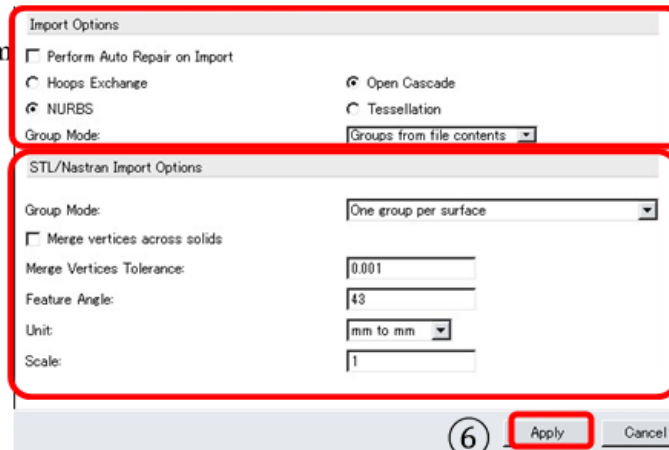 Import Options
Perform Auto Repair on Import
Hoops Exchange Open Cascade
NURBS Tessellation
Group Mode: Groups from file contents
STL/Nastran Import Options
Group Mode: One group per surface
Merge vertices across solids
Merge Vertices Tolerance: 0.001
Feature Angle: 43
Unit: mm to mm
Scale: 1
⑥ Apply Cancel